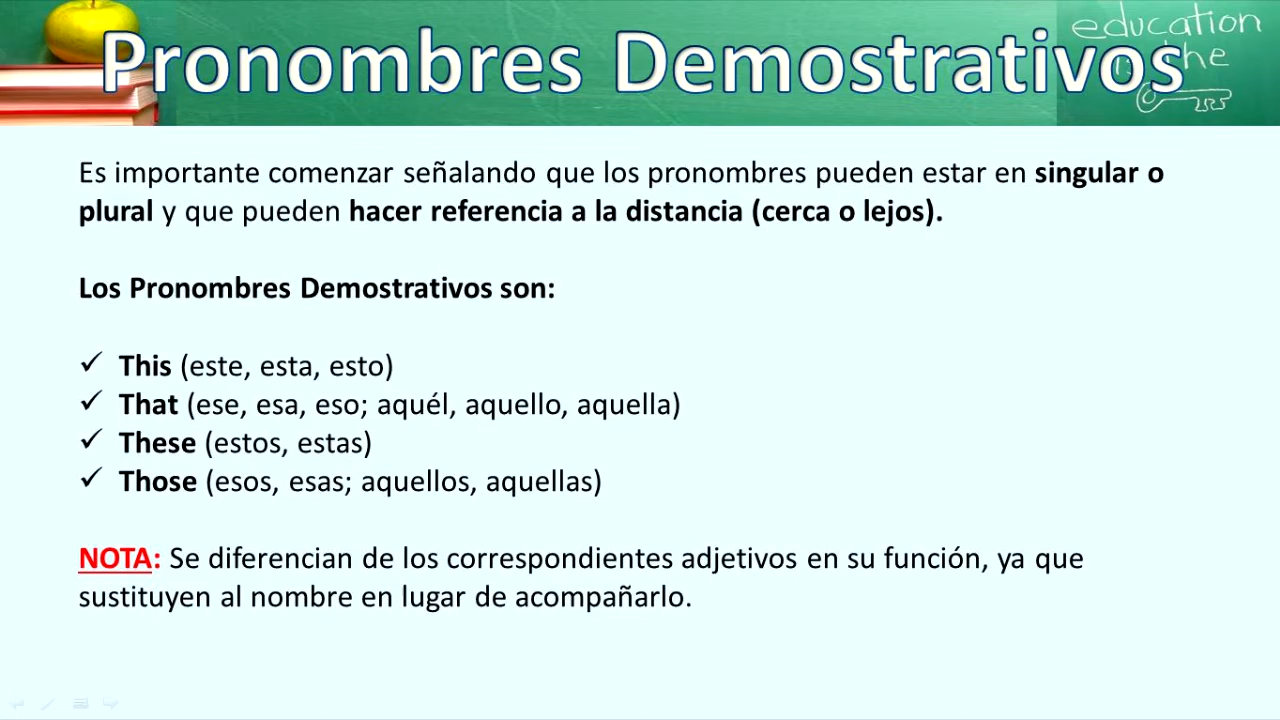 Pronombres Demostrativos
education
is the
Es importante comenzar señalando que los pronombres pueden estar en singular o
plural y que pueden hacer referencia a la distancia (cerca o lejos).
Los Pronombres Demostrativos son:
✓ This (este, esta, esto)
✓ That (ese, esa, eso; aquél, aquello, aquella)
✓ These (estos, estas)
✓ Those (esos, esas; aquellos, aquellas)
NOTA: Se diferencian de los correspondientes adjetivos en su función, ya que
sustituyen al nombre en lugar de acompañarlo.